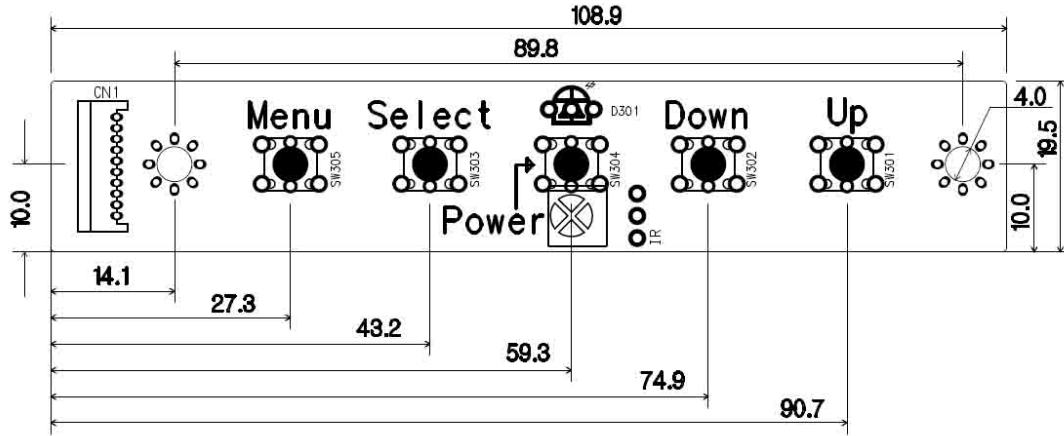 108.9
89.8
CN1
D301
4.0
Menu
Select
Down
Up
19.5
SW305
SW303
SW304
SW302
SW301
10.0
Power
IR
10.0
14.1
27.3
43.2
59.3
74.9
90.7